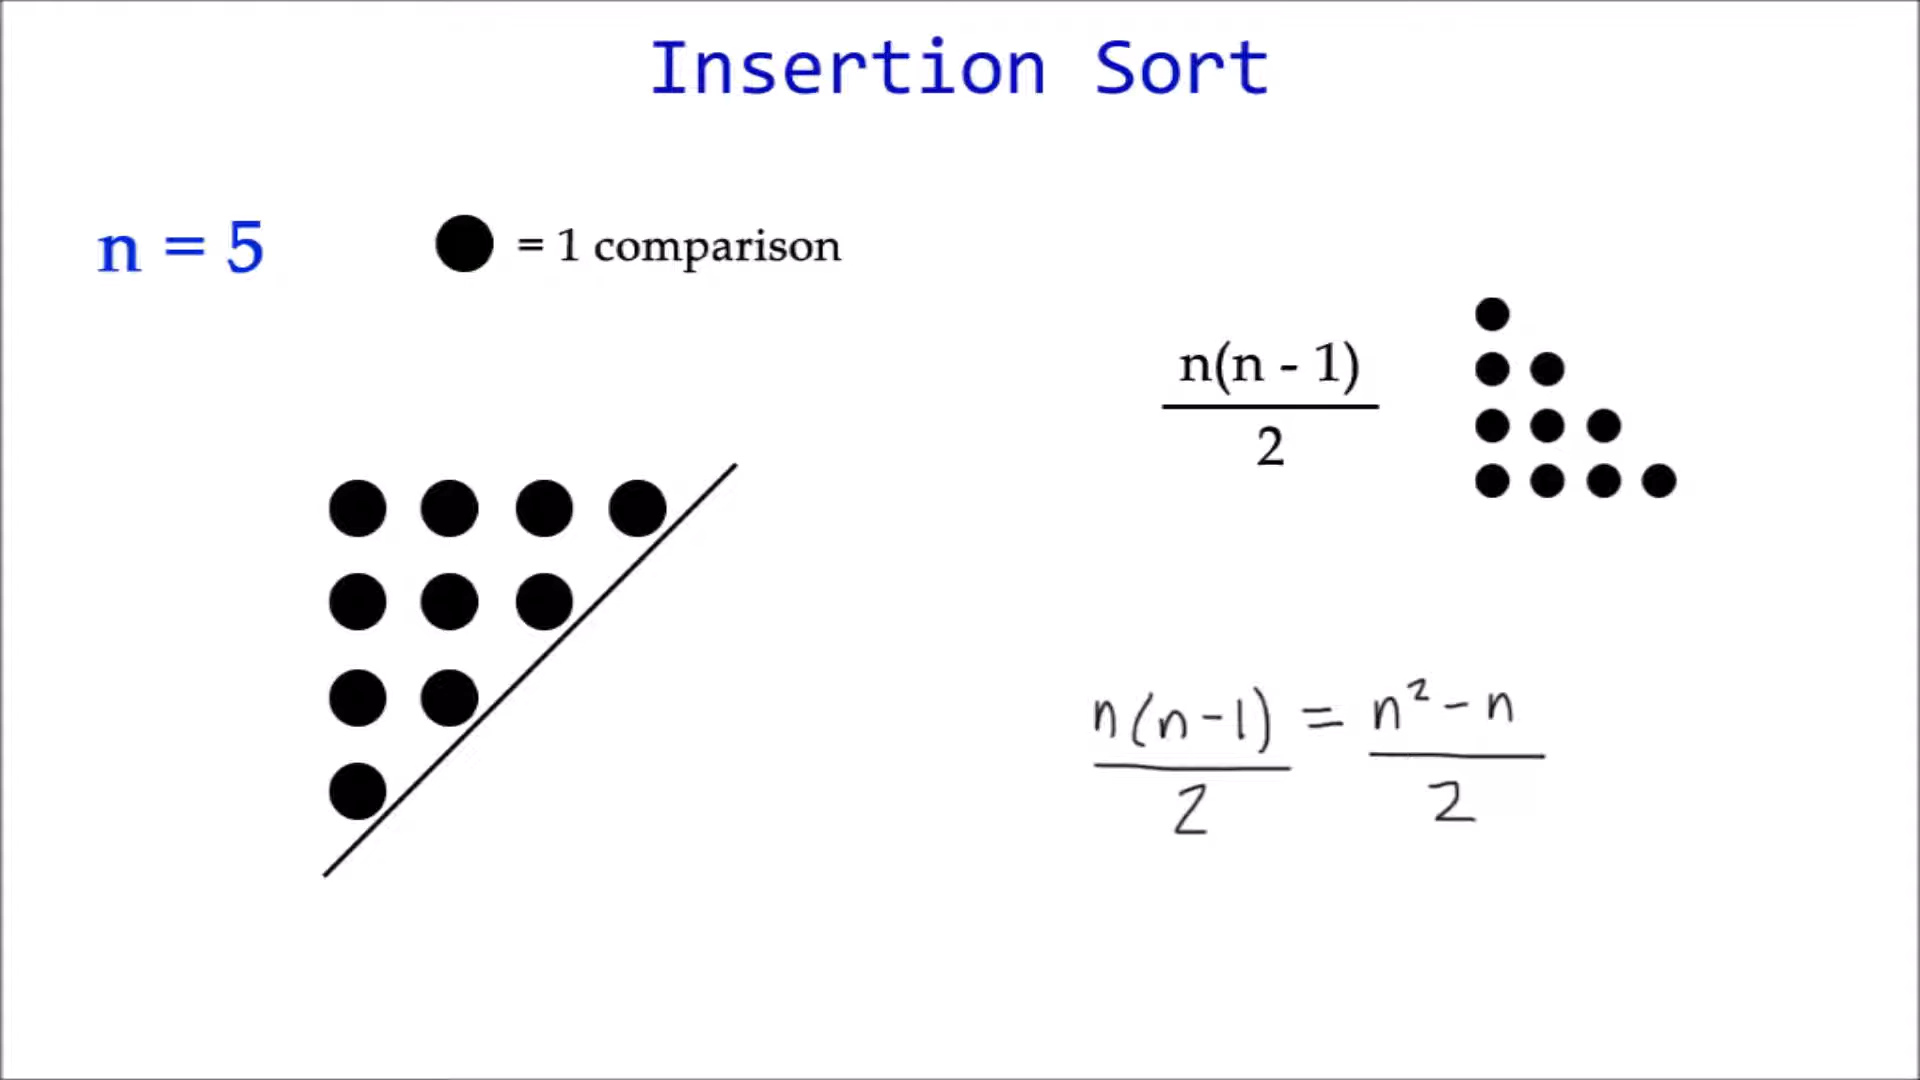 Insertion Sort
n = 5
= 1 comparison
n(n - 1)
2
n(n-1) = n² - n
2 2